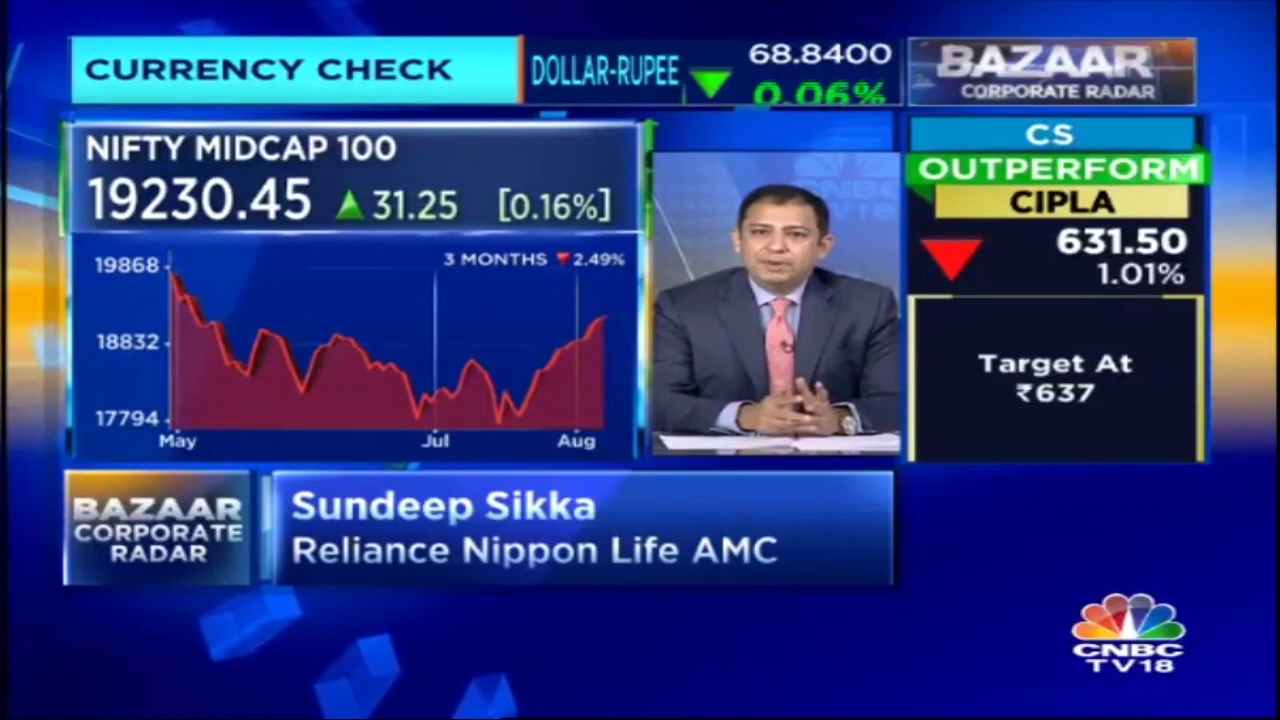 CURRENCY CHECK
DOLLAR-RUPEE
68.8400
0.06%
BAZAAR
CORPORATE RADAR
NIFTY MIDCAP 100
19230.45 31.25 [0.16%]
3 MONTHS 2.49%
19868
18832
17794
May Jul Aug
CNBC
TV18
CS
OUTPERFORM
CIPLA
631.50
1.01%
Target At
₹637
BAZAAR
CORPORATE
RADAR
Sundeep Sikka
Reliance Nippon Life AMC
CNBC
TV18